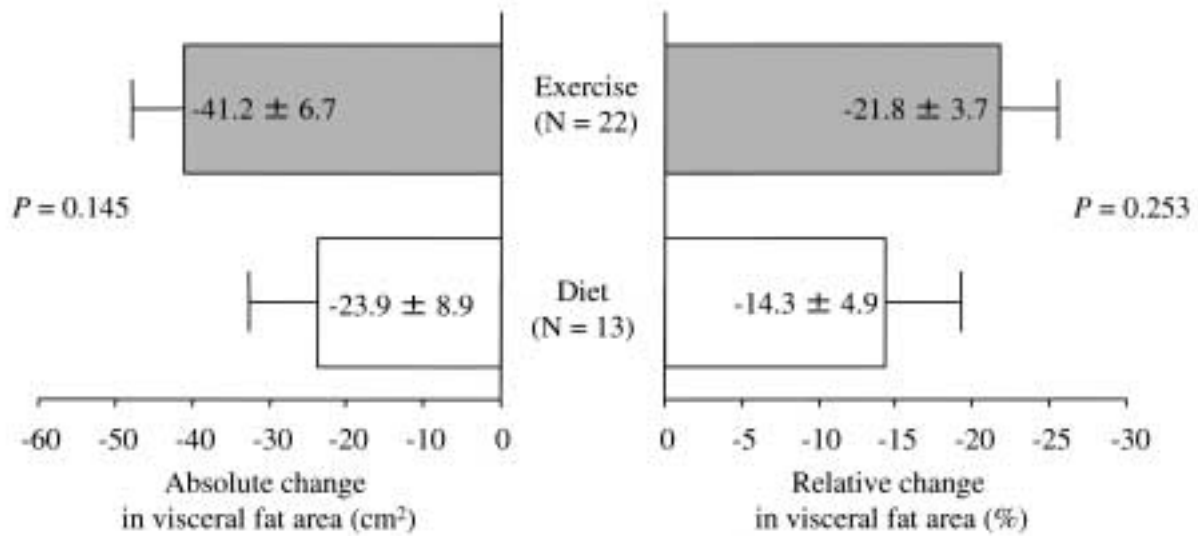 -41.2 ± 6.7
Exercise
(N = 22)
-21.8 ± 3.7
P = 0.145
P = 0.253
-23.9 ± 8.9
Diet
(N = 13)
-14.3 ± 4.9
-60 -50 -40 -30 -20 -10 0
0 -5 -10 -15 -20 -25 -30
Absolute change
in visceral fat area (cm²)
Relative change
in visceral fat area (%)